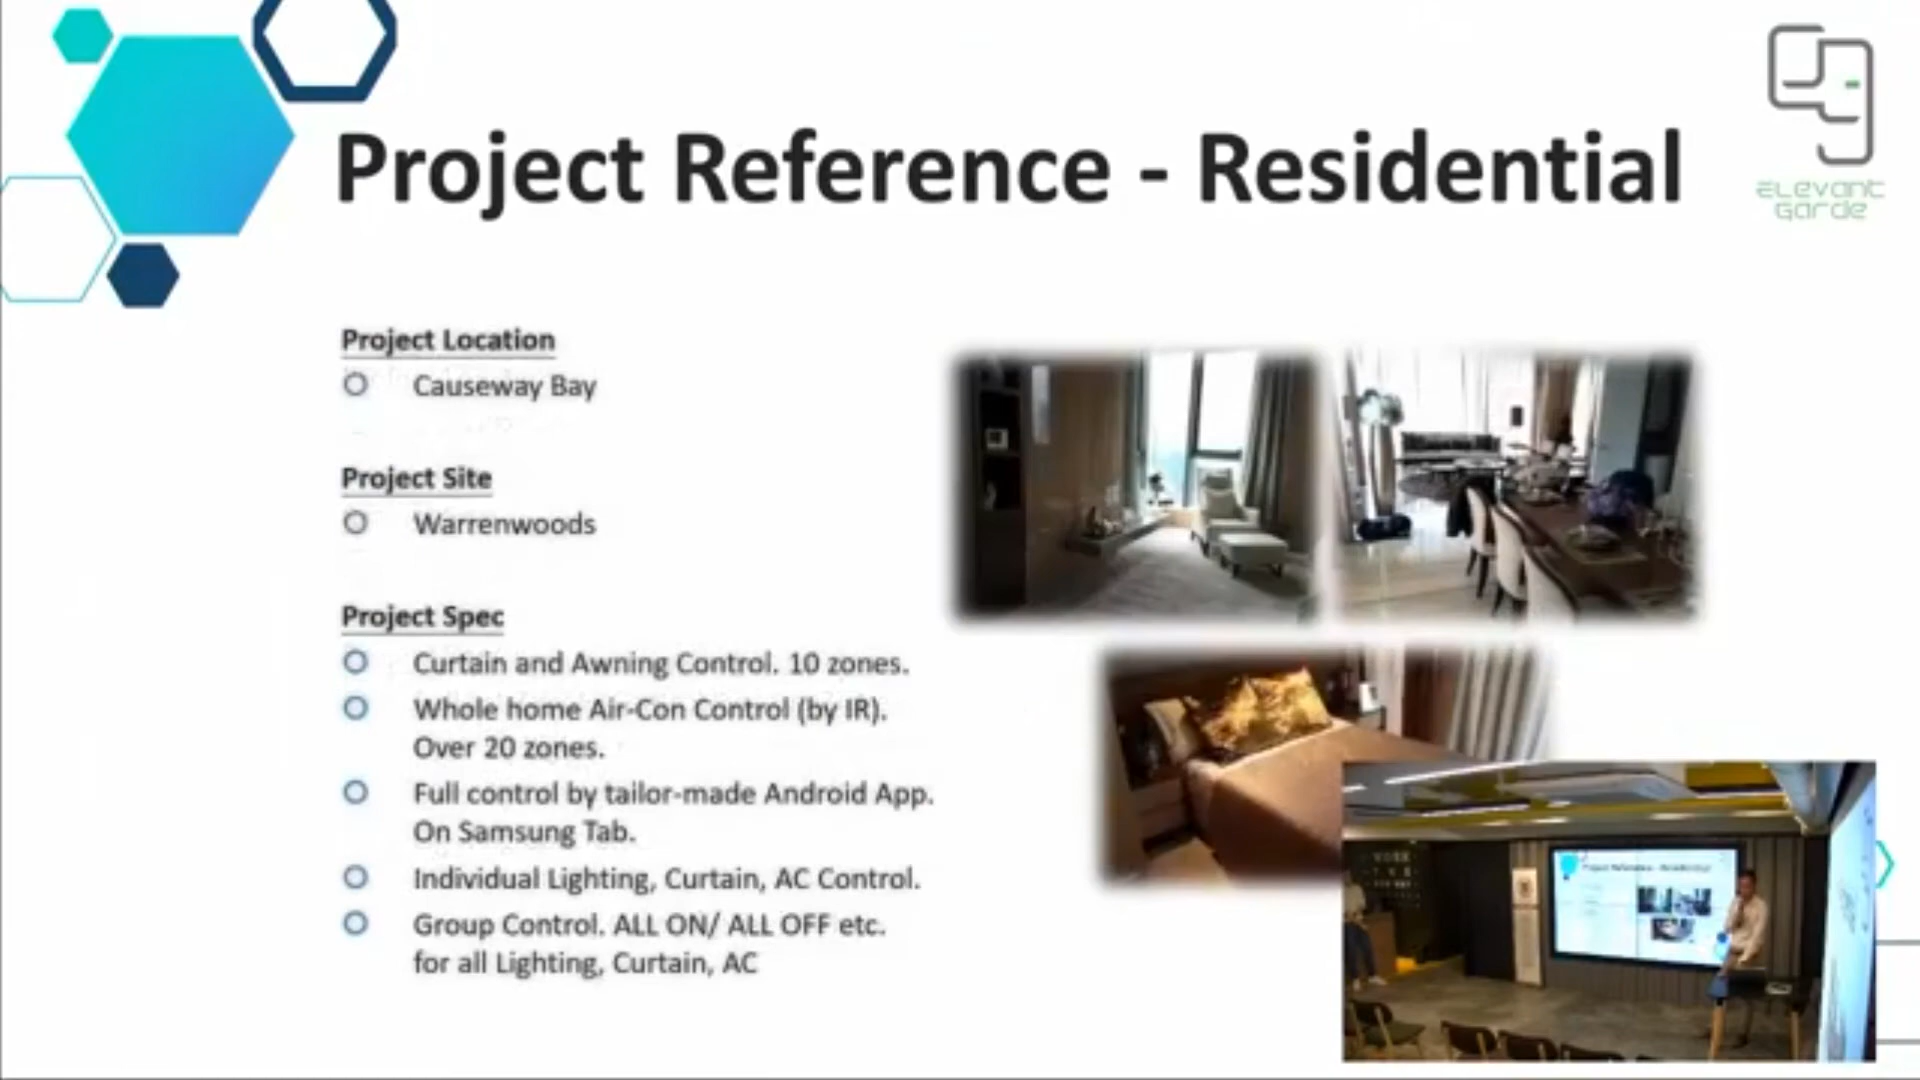 Project Reference - Residential
ELevant
Garde
Project Location
Causeway Bay
Project Site
Warrenwoods
Project Spec
Curtain and Awning Control. 10 zones.
Whole home Air-Con Control (by IR).
Over 20 zones.
Full control by tailor-made Android App.
On Samsung Tab.
Individual Lighting, Curtain, AC Control.
Group Control. ALL ON/ ALL OFF etc.
for all Lighting, Curtain, AC
Project Reference - Residential